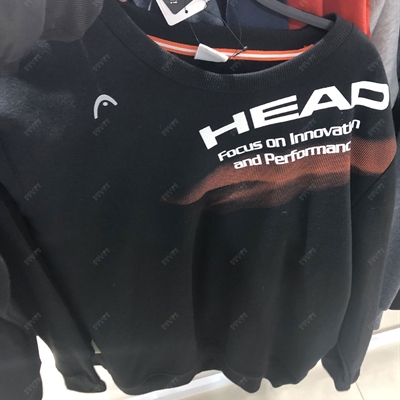 HEAD
Focus on Innovation
and Performance